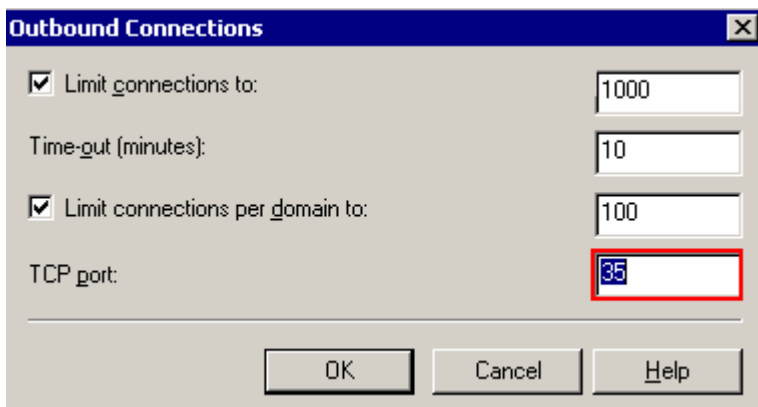 Outbound Connections
Limit connections to: 1000
Time-out (minutes): 10
Limit connections per domain to: 100
TCP port: 35
OK Cancel Help